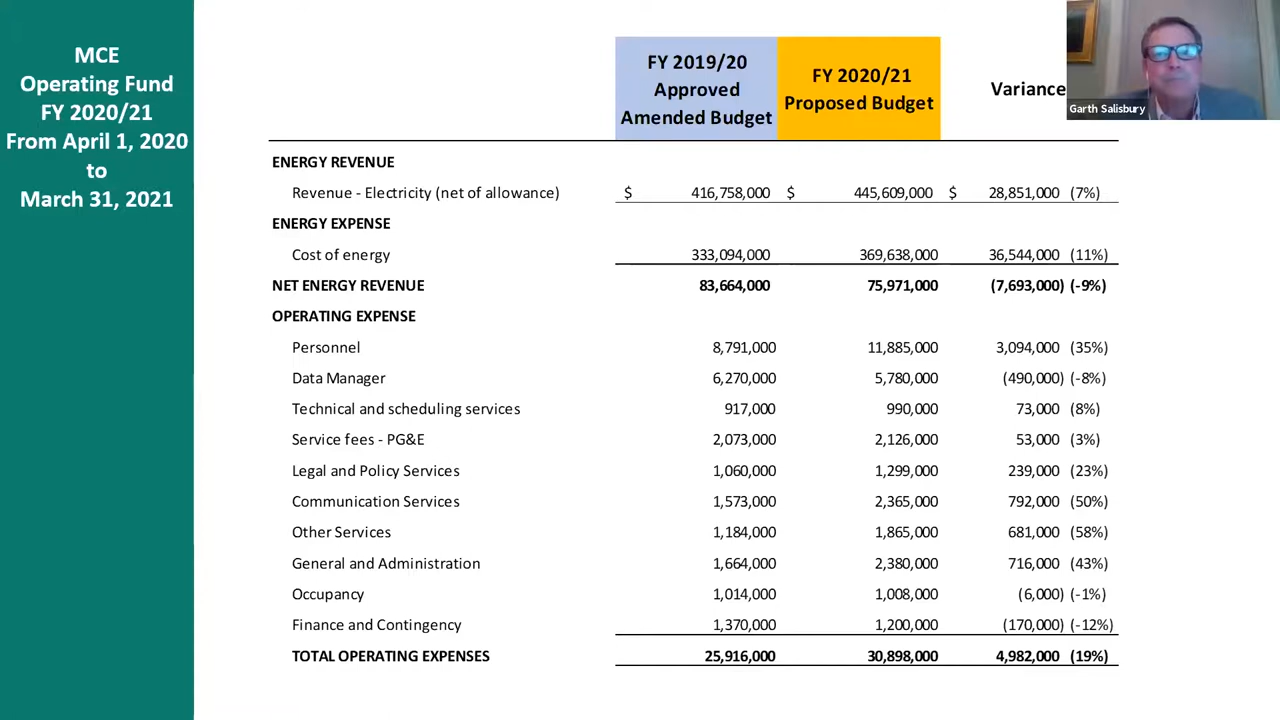 MCE
Operating Fund
FY 2020/21
From April 1, 2020
to
March 31, 2021
FY 2019/20
Approved
Amended Budget
FY 2020/21
Proposed Budget
Variance
Garth Salisbury
ENERGY REVENUE
Revenue - Electricity (net of allowance) $ 416,758,000 $ 445,609,000 $ 28,851,000 (7%)
ENERGY EXPENSE
Cost of energy 333,094,000 369,638,000 36,544,000 (11%)
NET ENERGY REVENUE 83,664,000 75,971,000 (7,693,000) (-9%)
OPERATING EXPENSE
Personnel 8,791,000 11,885,000 3,094,000 (35%)
Data Manager 6,270,000 5,780,000 (490,000) (-8%)
Technical and scheduling services 917,000 990,000 73,000 (8%)
Service fees - PG&E 2,073,000 2,126,000 53,000 (3%)
Legal and Policy Services 1,060,000 1,299,000 239,000 (23%)
Communication Services 1,573,000 2,365,000 792,000 (50%)
Other Services 1,184,000 1,865,000 681,000 (58%)
General and Administration 1,664,000 2,380,000 716,000 (43%)
Occupancy 1,014,000 1,008,000 (6,000) (-1%)
Finance and Contingency 1,370,000 1,200,000 (170,000) (-12%)
TOTAL OPERATING EXPENSES 25,916,000 30,898,000 4,982,000 (19%)